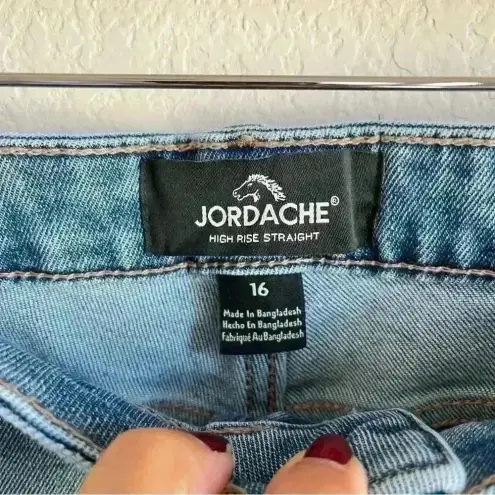 JORDACHE®
HIGH RISE STRAIGHT
16
Made In Bangladesh
Hecho En Bangladesh
Fabriqué Au Bangladesh